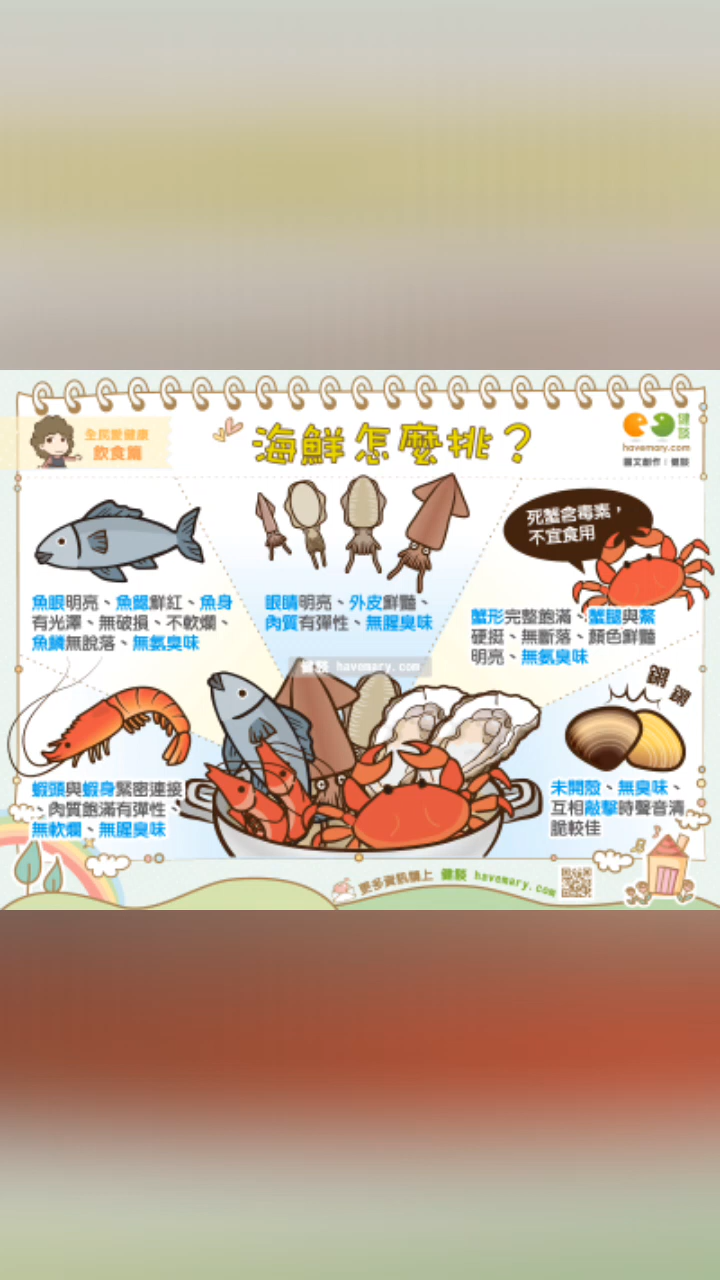 全民愛健康
飲食篇
海鮮怎麼挑？
健談
havemary.com
圖文創作：健談
死蟹含毒素，
不宜食用
魚眼明亮、魚鰓鮮紅、魚身
有光澤、無破損、不軟爛、
魚鱗無脫落、無氨臭味
眼睛明亮、外皮鮮豔、
肉質有彈性、無腥臭味
蟹形完整飽滿、蟹腿與螯
硬挺、無斷落、顏色鮮豔
明亮、無氨臭味
健談 havemary.com
蝦頭與蝦身緊密連接
、肉質飽滿有彈性、
無軟爛、無腥臭味
未開殼、無臭味、
互相敲擊時聲音清
脆較佳
更多資訊請上 健談 havemary.com